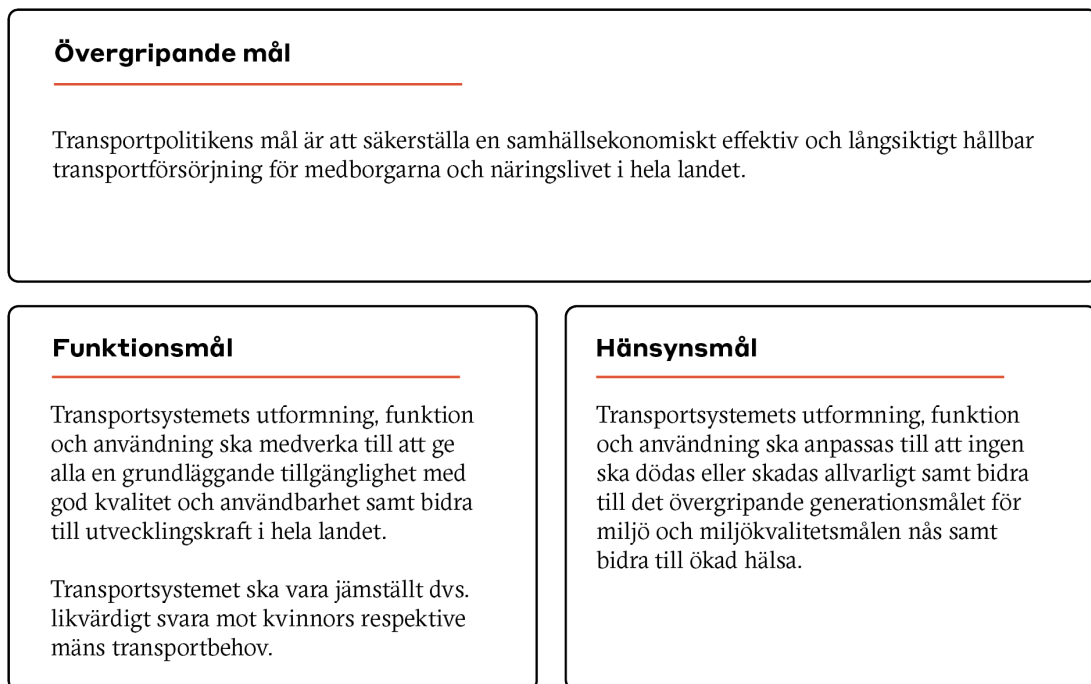 Övergripande mål
Transportpolitikens mål är att säkerställa en samhällsekonomiskt effektiv och långsiktigt hållbar
transportförsörjning för medborgarna och näringslivet i hela landet.
Funktionsmål
Transportsystemets utformning, funktion
och användning ska medverka till att ge
alla en grundläggande tillgänglighet med
god kvalitet och användbarhet samt bidra
till utvecklingskraft i hela landet.
Transportsystemet ska vara jämställt dvs.
likvärdigt svara mot kvinnors respektive
mäns transportbehov.
Hänsynsmål
Transportsystemets utformning, funktion
och användning ska anpassas till att ingen
ska dödas eller skadas allvarligt samt bidra
till det övergripande generationsmålet för
miljö och miljökvalitetsmålen nås samt
bidra till ökad hälsa.